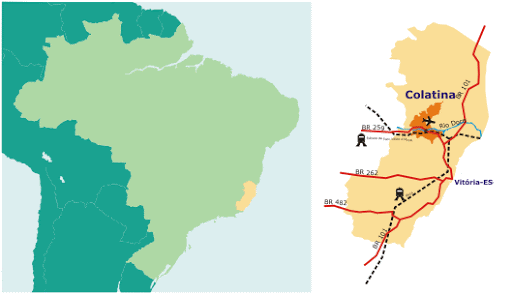 BR 101
Colatina
Rio Doce
BR 259
BR 262
Vitória-ES
BR 482
BR 101